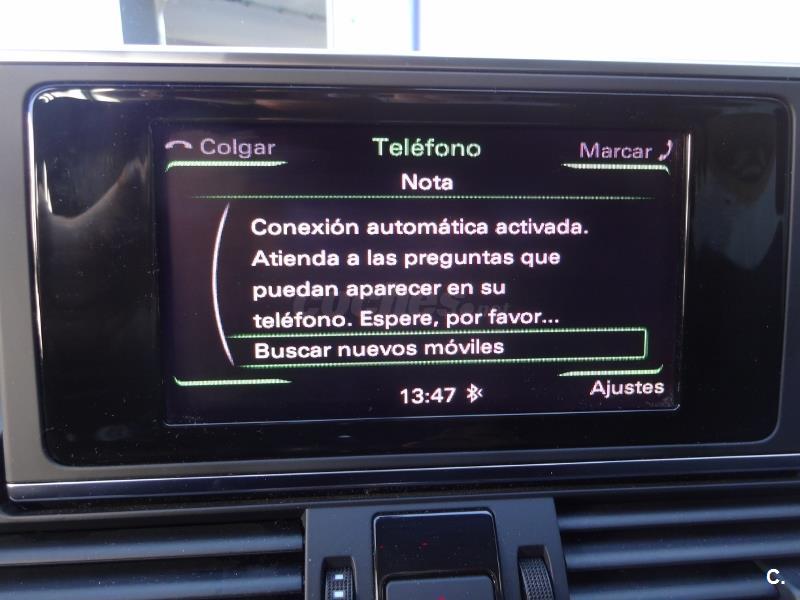 Colgar Teléfono Marcar
Nota
Conexión automática activada.
Atienda a las preguntas que
puedan aparecer en su
teléfono. Espere, por favor...
Buscar nuevos móviles
13:47
Ajustes
C.